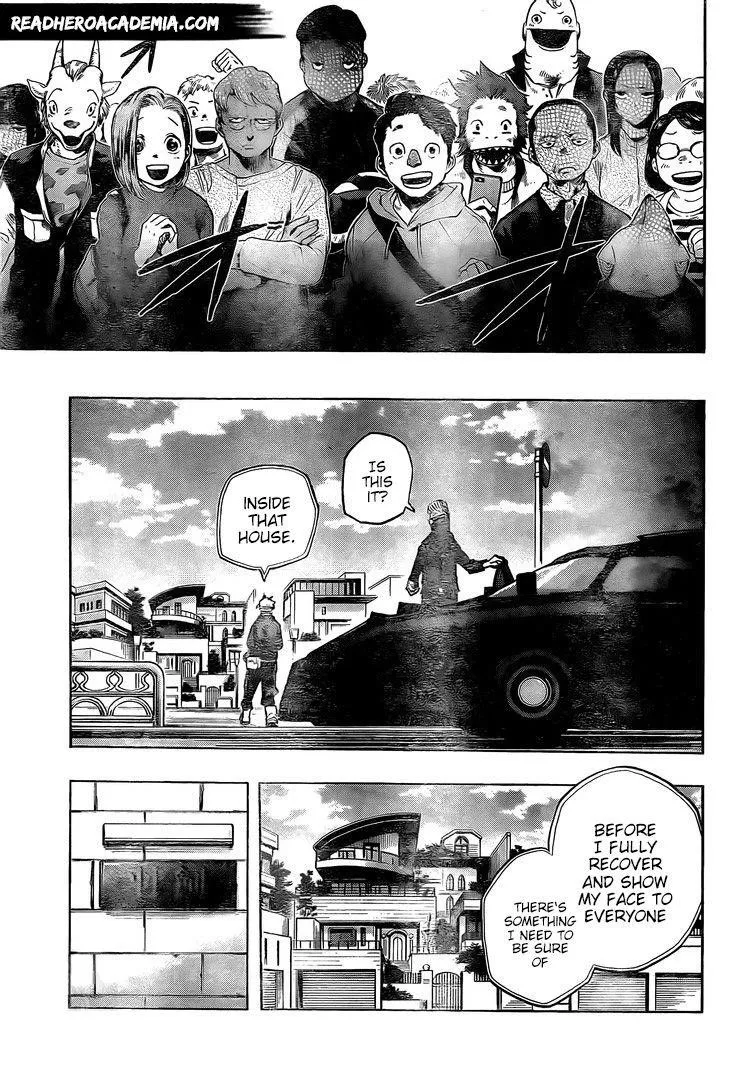 READHEROACADEMIA.COM
IS
THIS
IT?
INSIDE
THAT
HOUSE.
BEFORE
I FULLY
RECOVER
AND SHOW
MY FACE TO
EVERYONE
THERE'S
SOMETHING
I NEED TO
BE SURE
OF